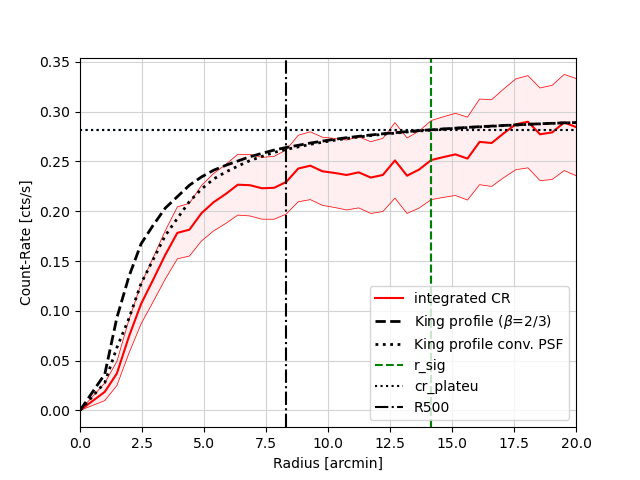 0.35
0.30
0.25
0.20
0.15
0.10
0.05
0.00
Count-Rate [cts/s]
integrated CR
King profile (β=2/3)
King profile conv. PSF
r_sig
cr_plateu
R500
0.0 2.5 5.0 7.5 10.0 12.5 15.0 17.5 20.0
Radius [arcmin]